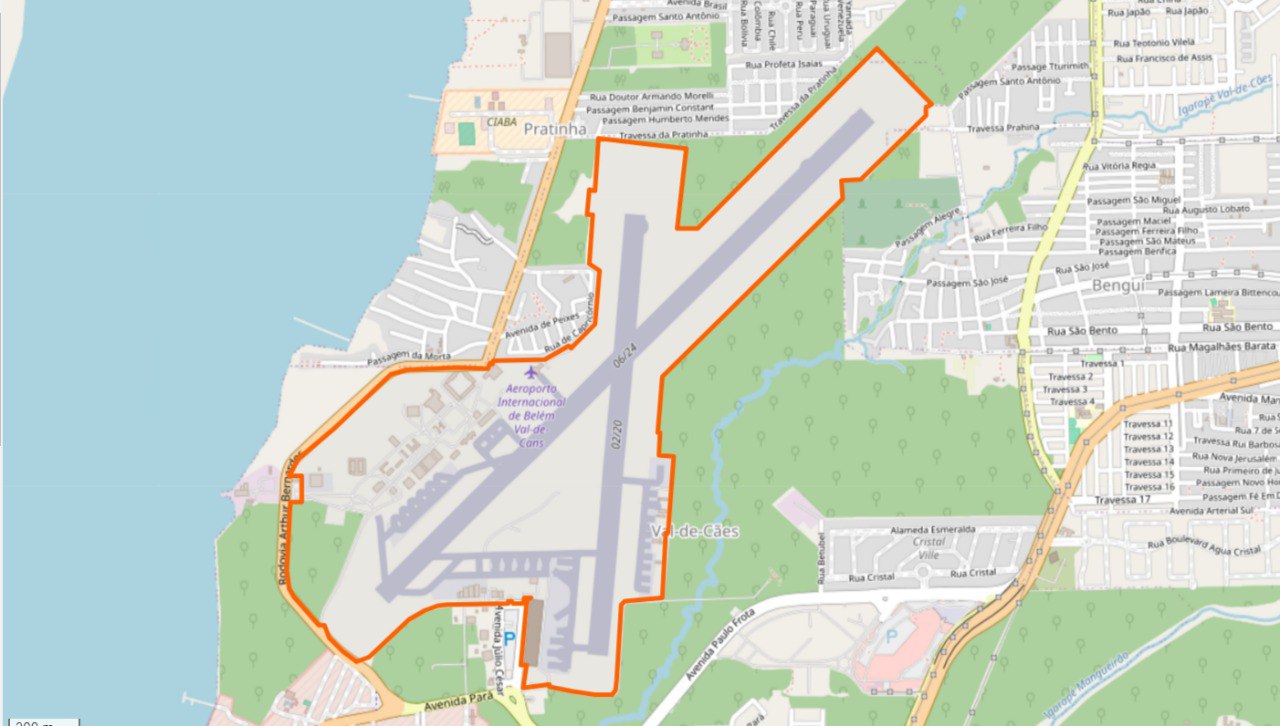 Avenida Brasil
Passagem Santo Antônio
Rua Bolívia
Colômbia
Rua Chile
Rua Peru
Paraguai
Rua Uruguai
Venezuela
Yamada
Rua Profeta Isaias
Rua Doutor Armando Morelli
Passagem Benjamin Constant
Passagem Humberto Mendes
Travessa da Pratinha
Travessa da Pratinha
CIABA
Pratinha
Rua Japão
Rua Japão
Rua Teotonio Vilela
Rua Francisco de Assis
Passage Tturimith
Passagem Santo Antônio
Igarapé Val-de-Cães
Travessa Prahina
Rua Vitória Regia
Passagem São Miguel
Rua Augusto Lobato
Passagem Maciel
Passagem Ferreira Filho
Passagem São Mateus
Passagem Benfica
Passagem Alegre
Rua Ferreira Filho
Rua São José
Passagem São José
Benguí
Passagem Lameira Bittencou
Rua São Bento
Rua São Bento
Rua Magalhães Barata
Avenida de Peixes
Rua de Capricórnio
Passagem da Morta
06/24
02/20
Aeroporto
Internacional
de Belém
Val-de-
Cans
Travessa 1
Travessa 2
Travessa 3
Travessa 4
Avenida Mar
Rua S
Travessa 11
Rua 7 de S
Travessa 12
Travessa Rui Barbosa
Travessa 13
Rua Nova Jerusalém
Travessa 14
Rua Primeiro de Ju
Travessa 15
Passagem Novo Hor
Travessa 16
Passagem Fé Em D
Travessa 17
Avenida Arterial Sul
Rodovia Arthur Bernardes
Val-de-Cães
Alameda Esmeralda
Cristal
Ville
Rua Betubel
Rua Cristal
Rua Cristal
Rua Boulevard Agua Cristal
Avenida Júlio César
P
Avenida Paulo Frota
P
Avenida Pará
Igarapé Mangueirão
Pará
200 m